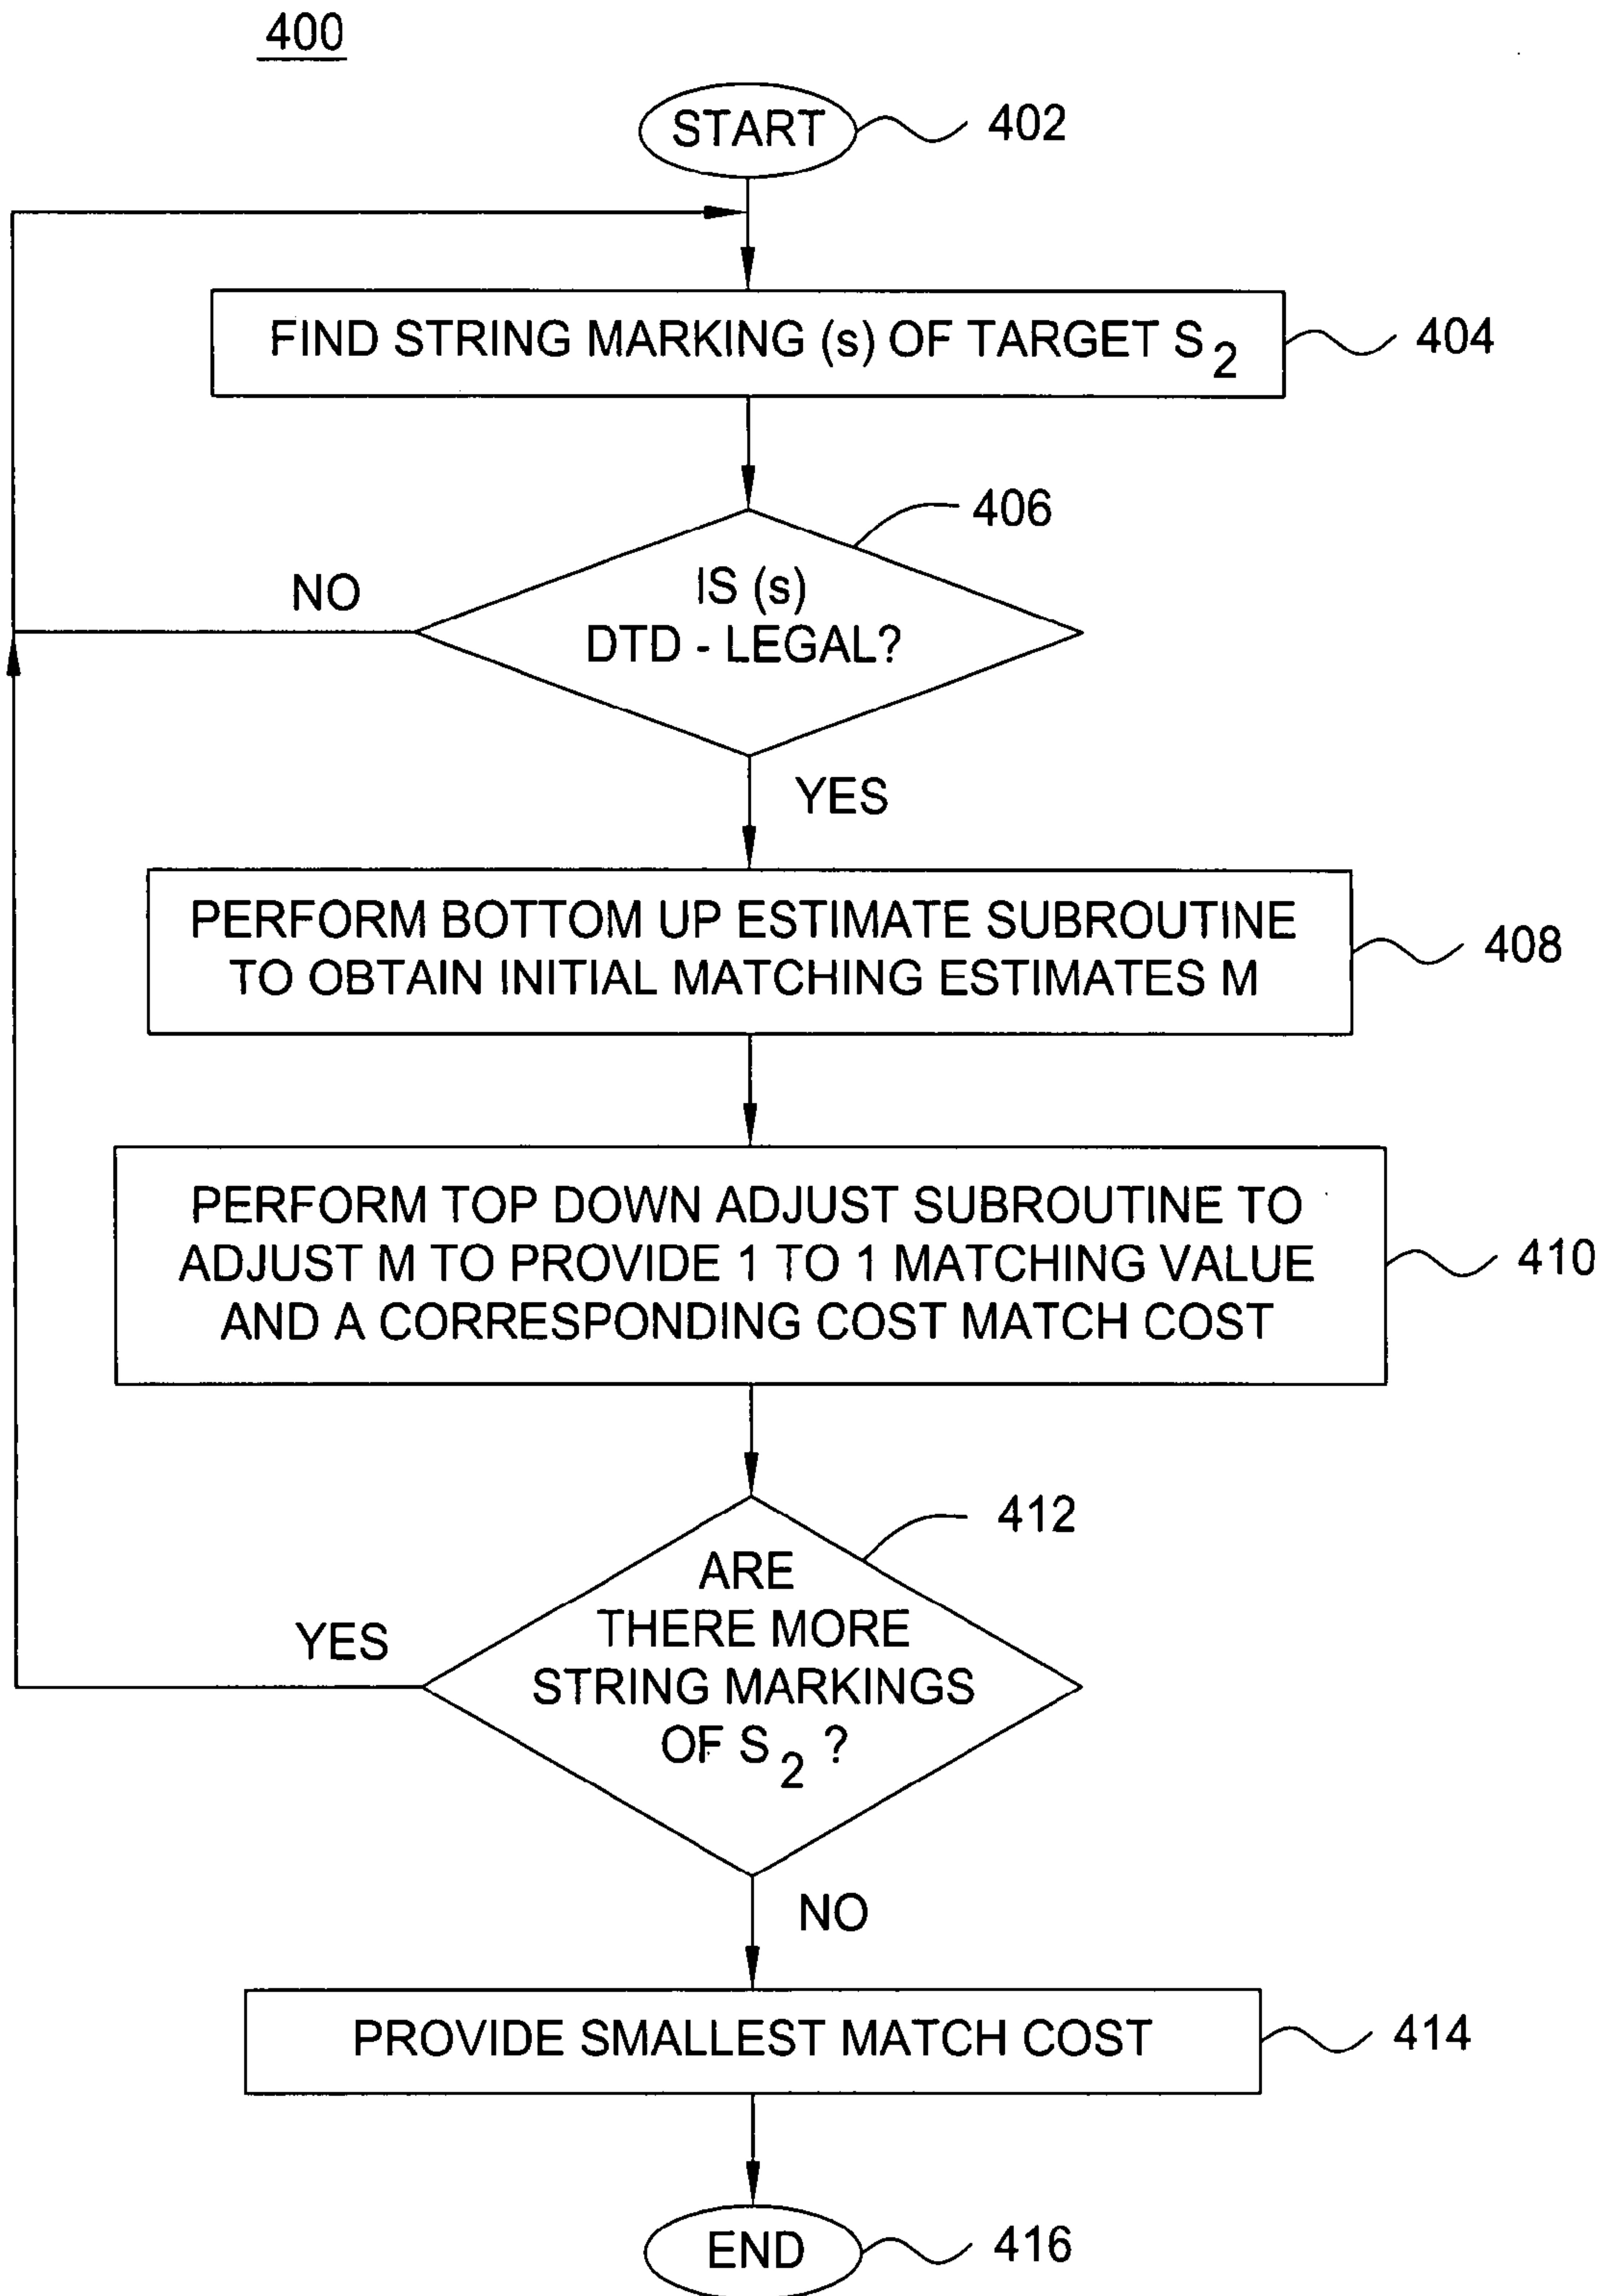 400
START
402
FIND STRING MARKING (s) OF TARGET S2
404
406
IS (s)
DTD - LEGAL?
NO
YES
PERFORM BOTTOM UP ESTIMATE SUBROUTINE
TO OBTAIN INITIAL MATCHING ESTIMATES M
408
PERFORM TOP DOWN ADJUST SUBROUTINE TO
ADJUST M TO PROVIDE 1 TO 1 MATCHING VALUE
AND A CORRESPONDING COST MATCH COST
410
412
ARE
THERE MORE
STRING MARKINGS
OF S2 ?
YES
NO
PROVIDE SMALLEST MATCH COST
414
END
416